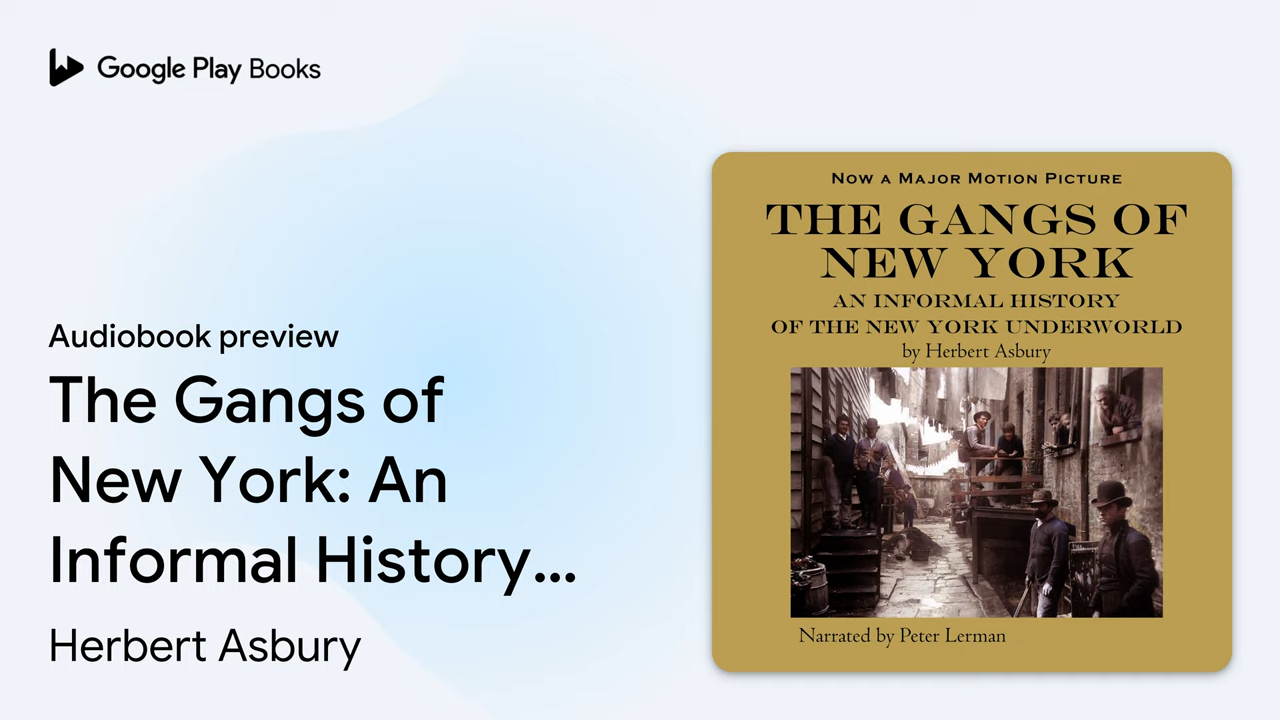 Google Play Books
Audiobook preview
The Gangs of
New York: An
Informal History...
Herbert Asbury
NOW A MAJOR MOTION PICTURE
THE GANGS OF
NEW YORK
AN INFORMAL HISTORY
OF THE NEW YORK UNDERWORLD
by Herbert Asbury
Narrated by Peter Lerman